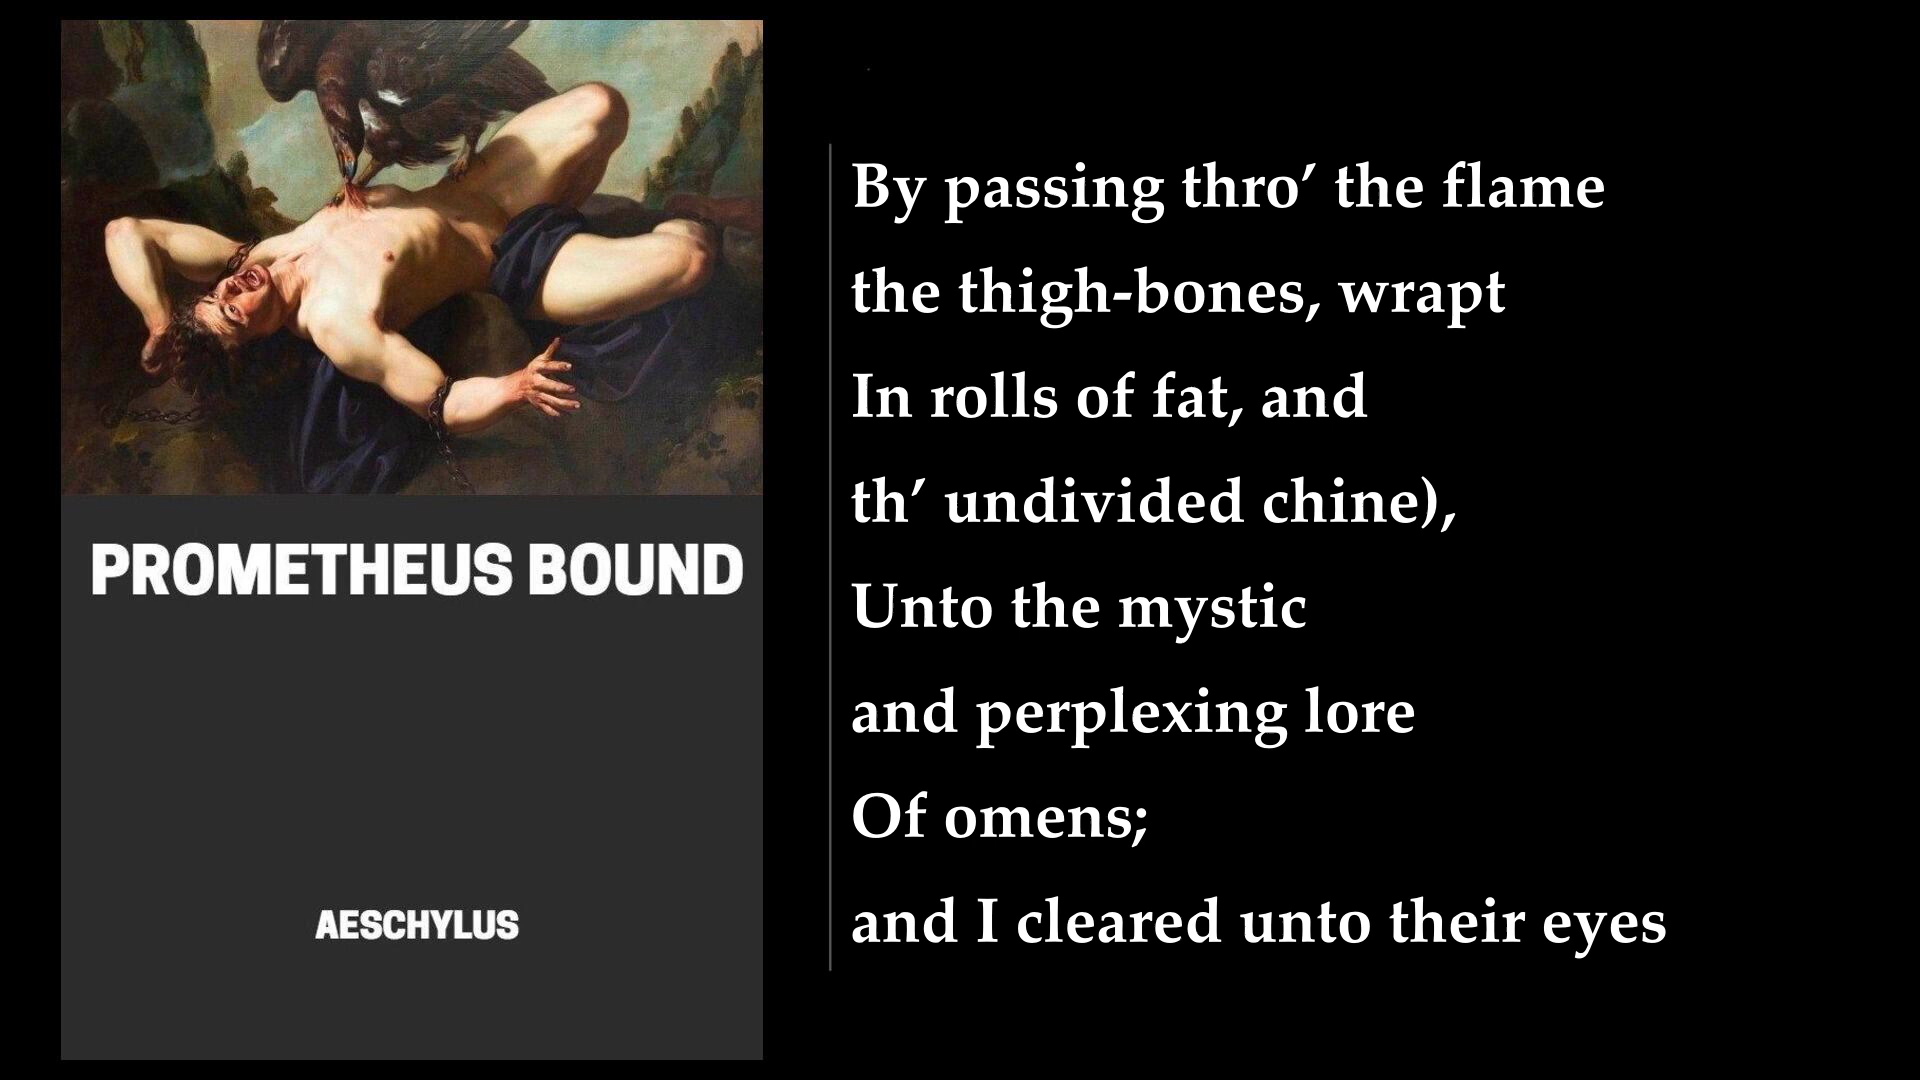 PROMETHEUS BOUND
AESCHYLUS
By passing thro’ the flame
the thigh-bones, wrapt
In rolls of fat, and
th’ undivided chine),
Unto the mystic
and perplexing lore
Of omens;
and I cleared unto their eyes